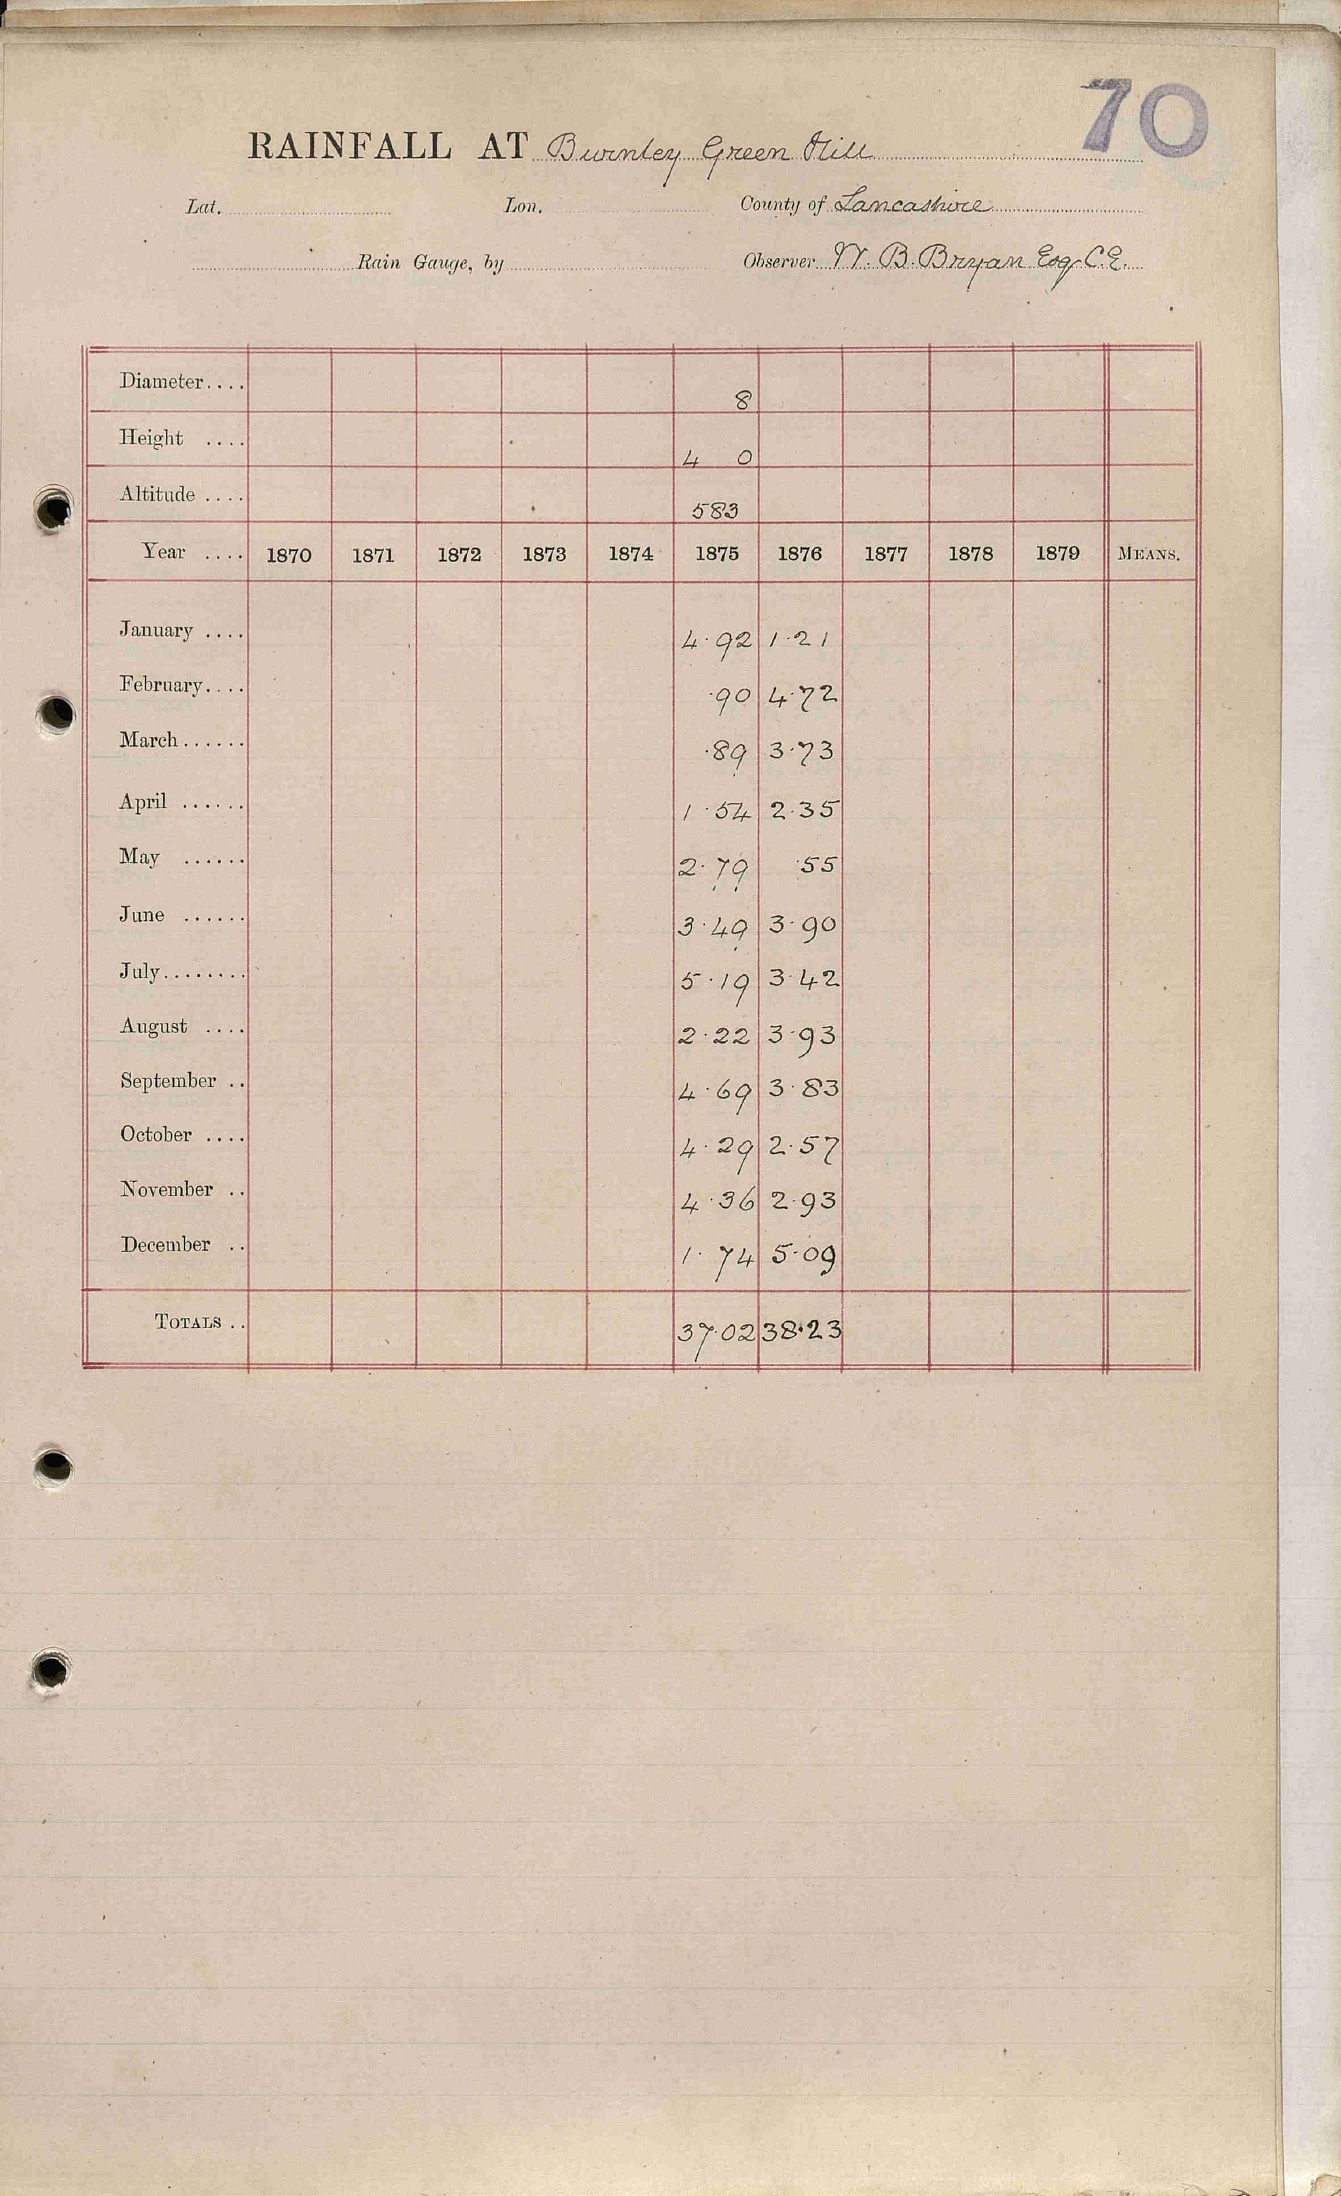 70
RAINFALL AT Burnley Green Hill
Lat. Lon. County of Lancashire
Rain Gauge, by Observer W. B. Bryan Esq C.E.
Diameter.... 8
Height .... 4 0
Altitude .... 583
Year .... 1870 1871 1872 1873 1874 1875 1876 1877 1878 1879 MEANS.
January .... 4.92 1.21
February.... .90 4.72
March...... .89 3.73
April ...... 1.54 2.35
May ...... 2.79 .55
June ...... 3.49 3.90
July........ 5.19 3.42
August .... 2.22 3.93
September .. 4.69 3.83
October .... 4.29 2.57
November .. 4.36 2.93
December .. 1.74 5.09
TOTALS .. 37.02 38.23